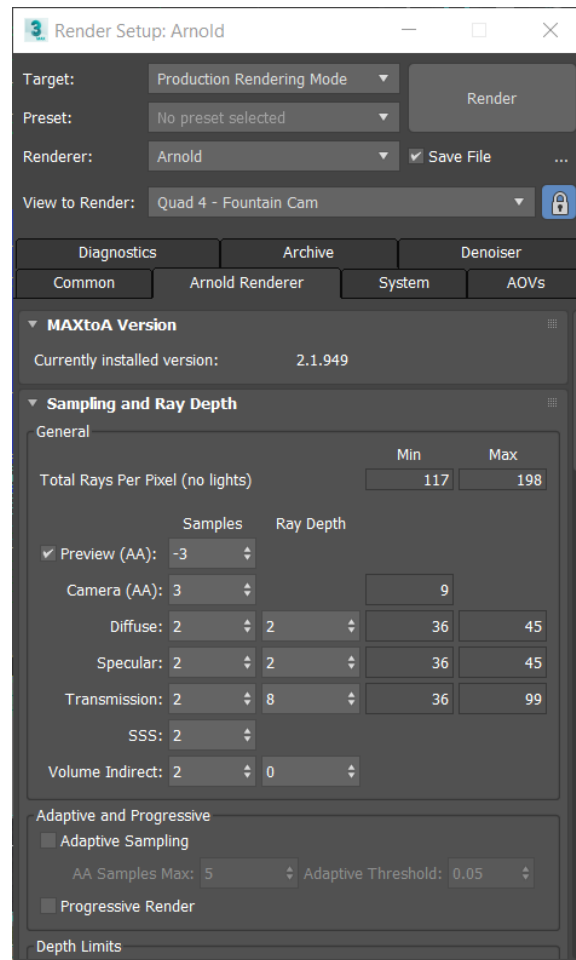 Render Setup: Arnold
Target: Production Rendering Mode
Render
Preset: No preset selected
Renderer: Arnold Save File ...
View to Render: Quad 4 - Fountain Cam
Diagnostics Archive Denoiser
Common Arnold Renderer System AOVs
MAXtoA Version
Currently installed version: 2.1.949
Sampling and Ray Depth
General
Min Max
Total Rays Per Pixel (no lights) 117 198
Samples Ray Depth
Preview (AA): -3
Camera (AA): 3 9
Diffuse: 2 2 36 45
Specular: 2 2 36 45
Transmission: 2 8 36 99
SSS: 2
Volume Indirect: 2 0
Adaptive and Progressive
Adaptive Sampling
AA Samples Max: 5 Adaptive Threshold: 0.05
Progressive Render
Depth Limits